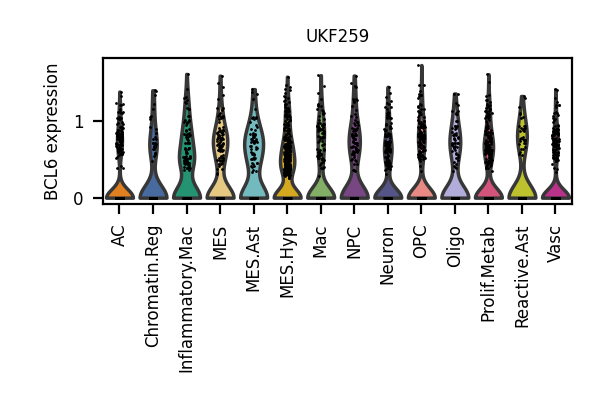 UKF259
BCL6 expression
1
0
AC
Chromatin.Reg
Inflammatory.Mac
MES
MES.Ast
MES.Hyp
Mac
NPC
Neuron
OPC
Oligo
Prolif.Metab
Reactive.Ast
Vasc